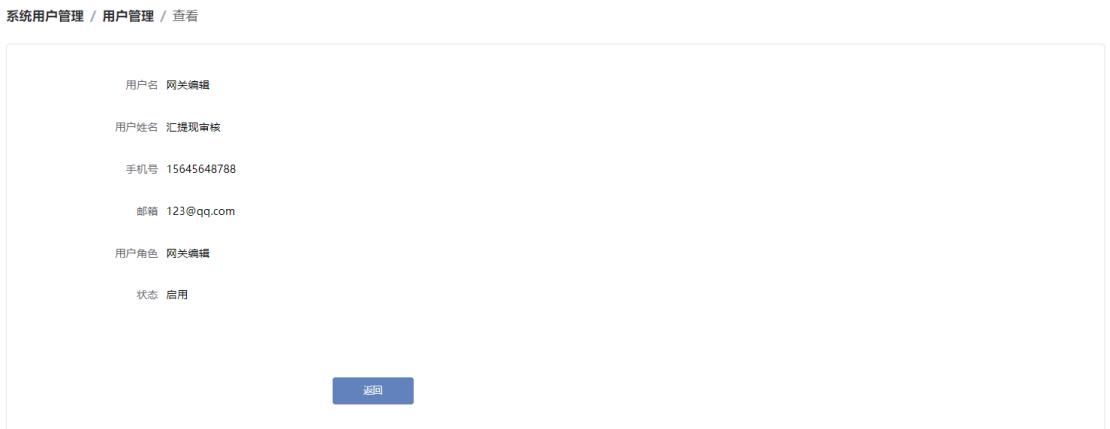 系统用户管理 / 用户管理 / 查看
用户名 网关编辑
用户姓名 汇提现审核
手机号 15645648788
邮箱 123@qq.com
用户角色 网关编辑
状态 启用
返回